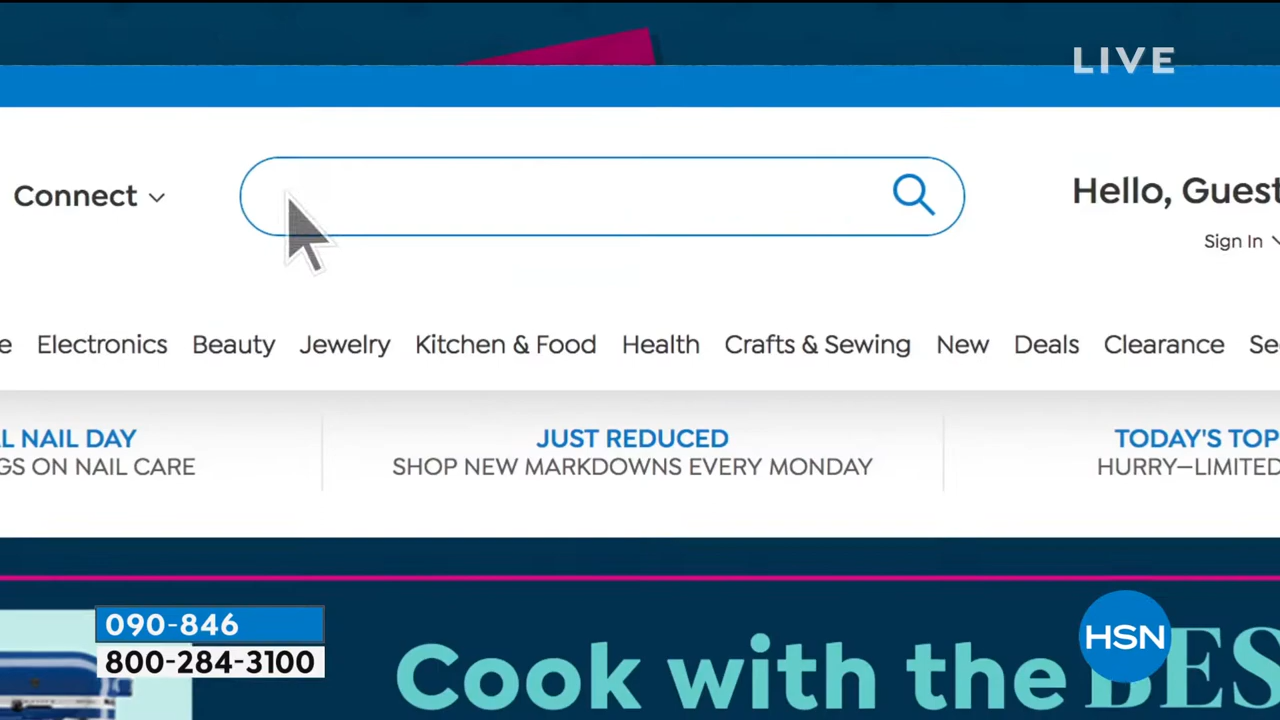 LIVE
Connect
Hello, Guest
Sign In
Electronics Beauty Jewelry Kitchen & Food Health Crafts & Sewing New Deals Clearance
L NAIL DAY JUST REDUCED TODAY'S TOP
GS ON NAIL CARE SHOP NEW MARKDOWNS EVERY MONDAY HURRY—LIMITED
090-846
800-284-3100
Cook with the BES
HSN